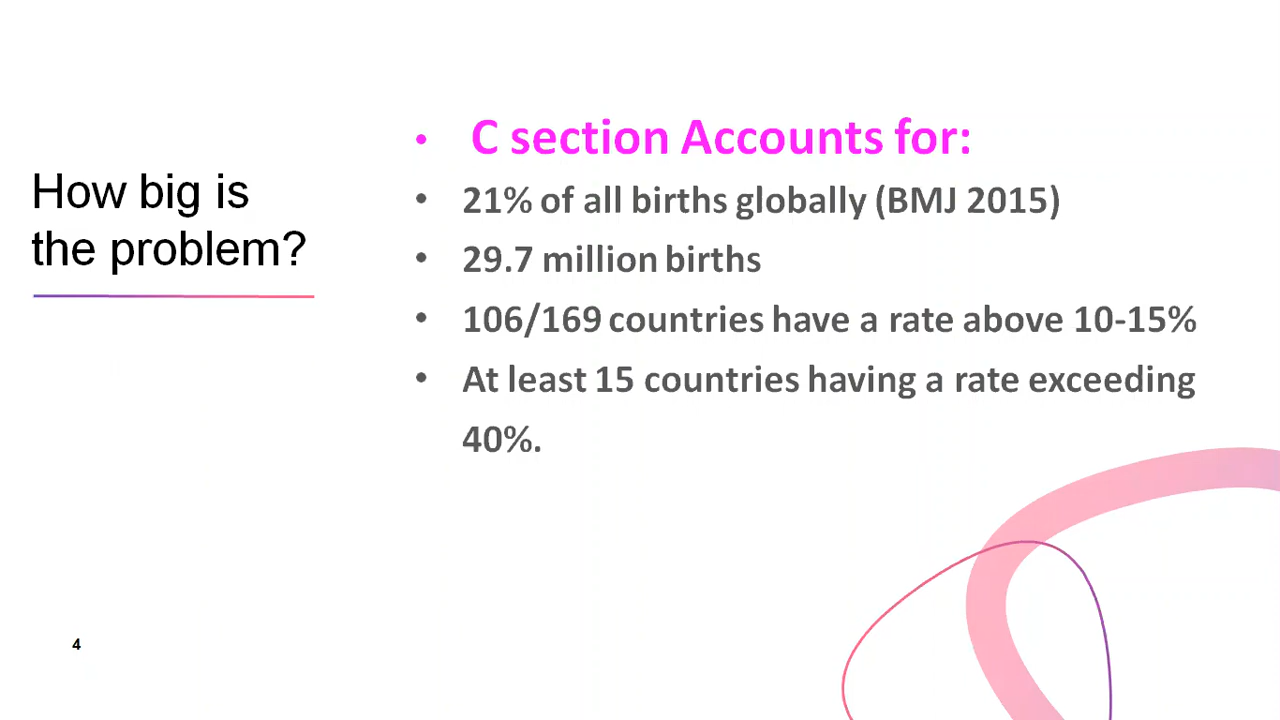 How big is
the problem?
• C section Accounts for:
• 21% of all births globally (BMJ 2015)
• 29.7 million births
• 106/169 countries have a rate above 10-15%
• At least 15 countries having a rate exceeding
40%.
4